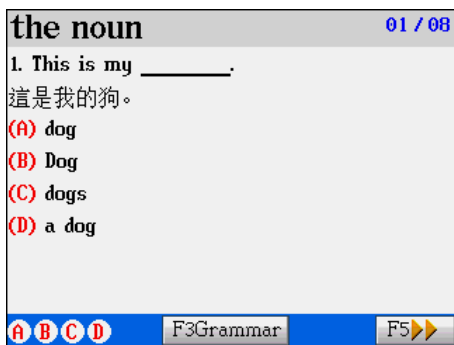 the noun 01/08
1. This is my ________.
這是我的狗。
(A) dog
(B) Dog
(C) dogs
(D) a dog
A B C D F3Grammar F5